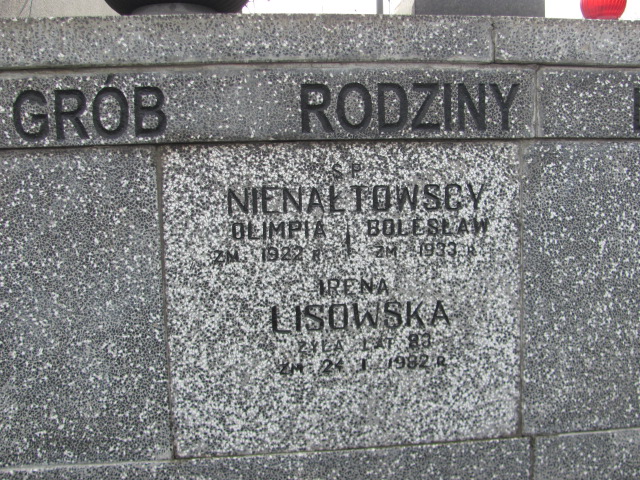 GRÓB RODZINY
Ś P
NIENAŁTOWSCY
OLIMPIA I BOLESŁAW
ZM 1922 R ZM 1933 R
IRENA
LISOWSKA
ŻYŁA LAT 83
ZM 24 I 1982 R